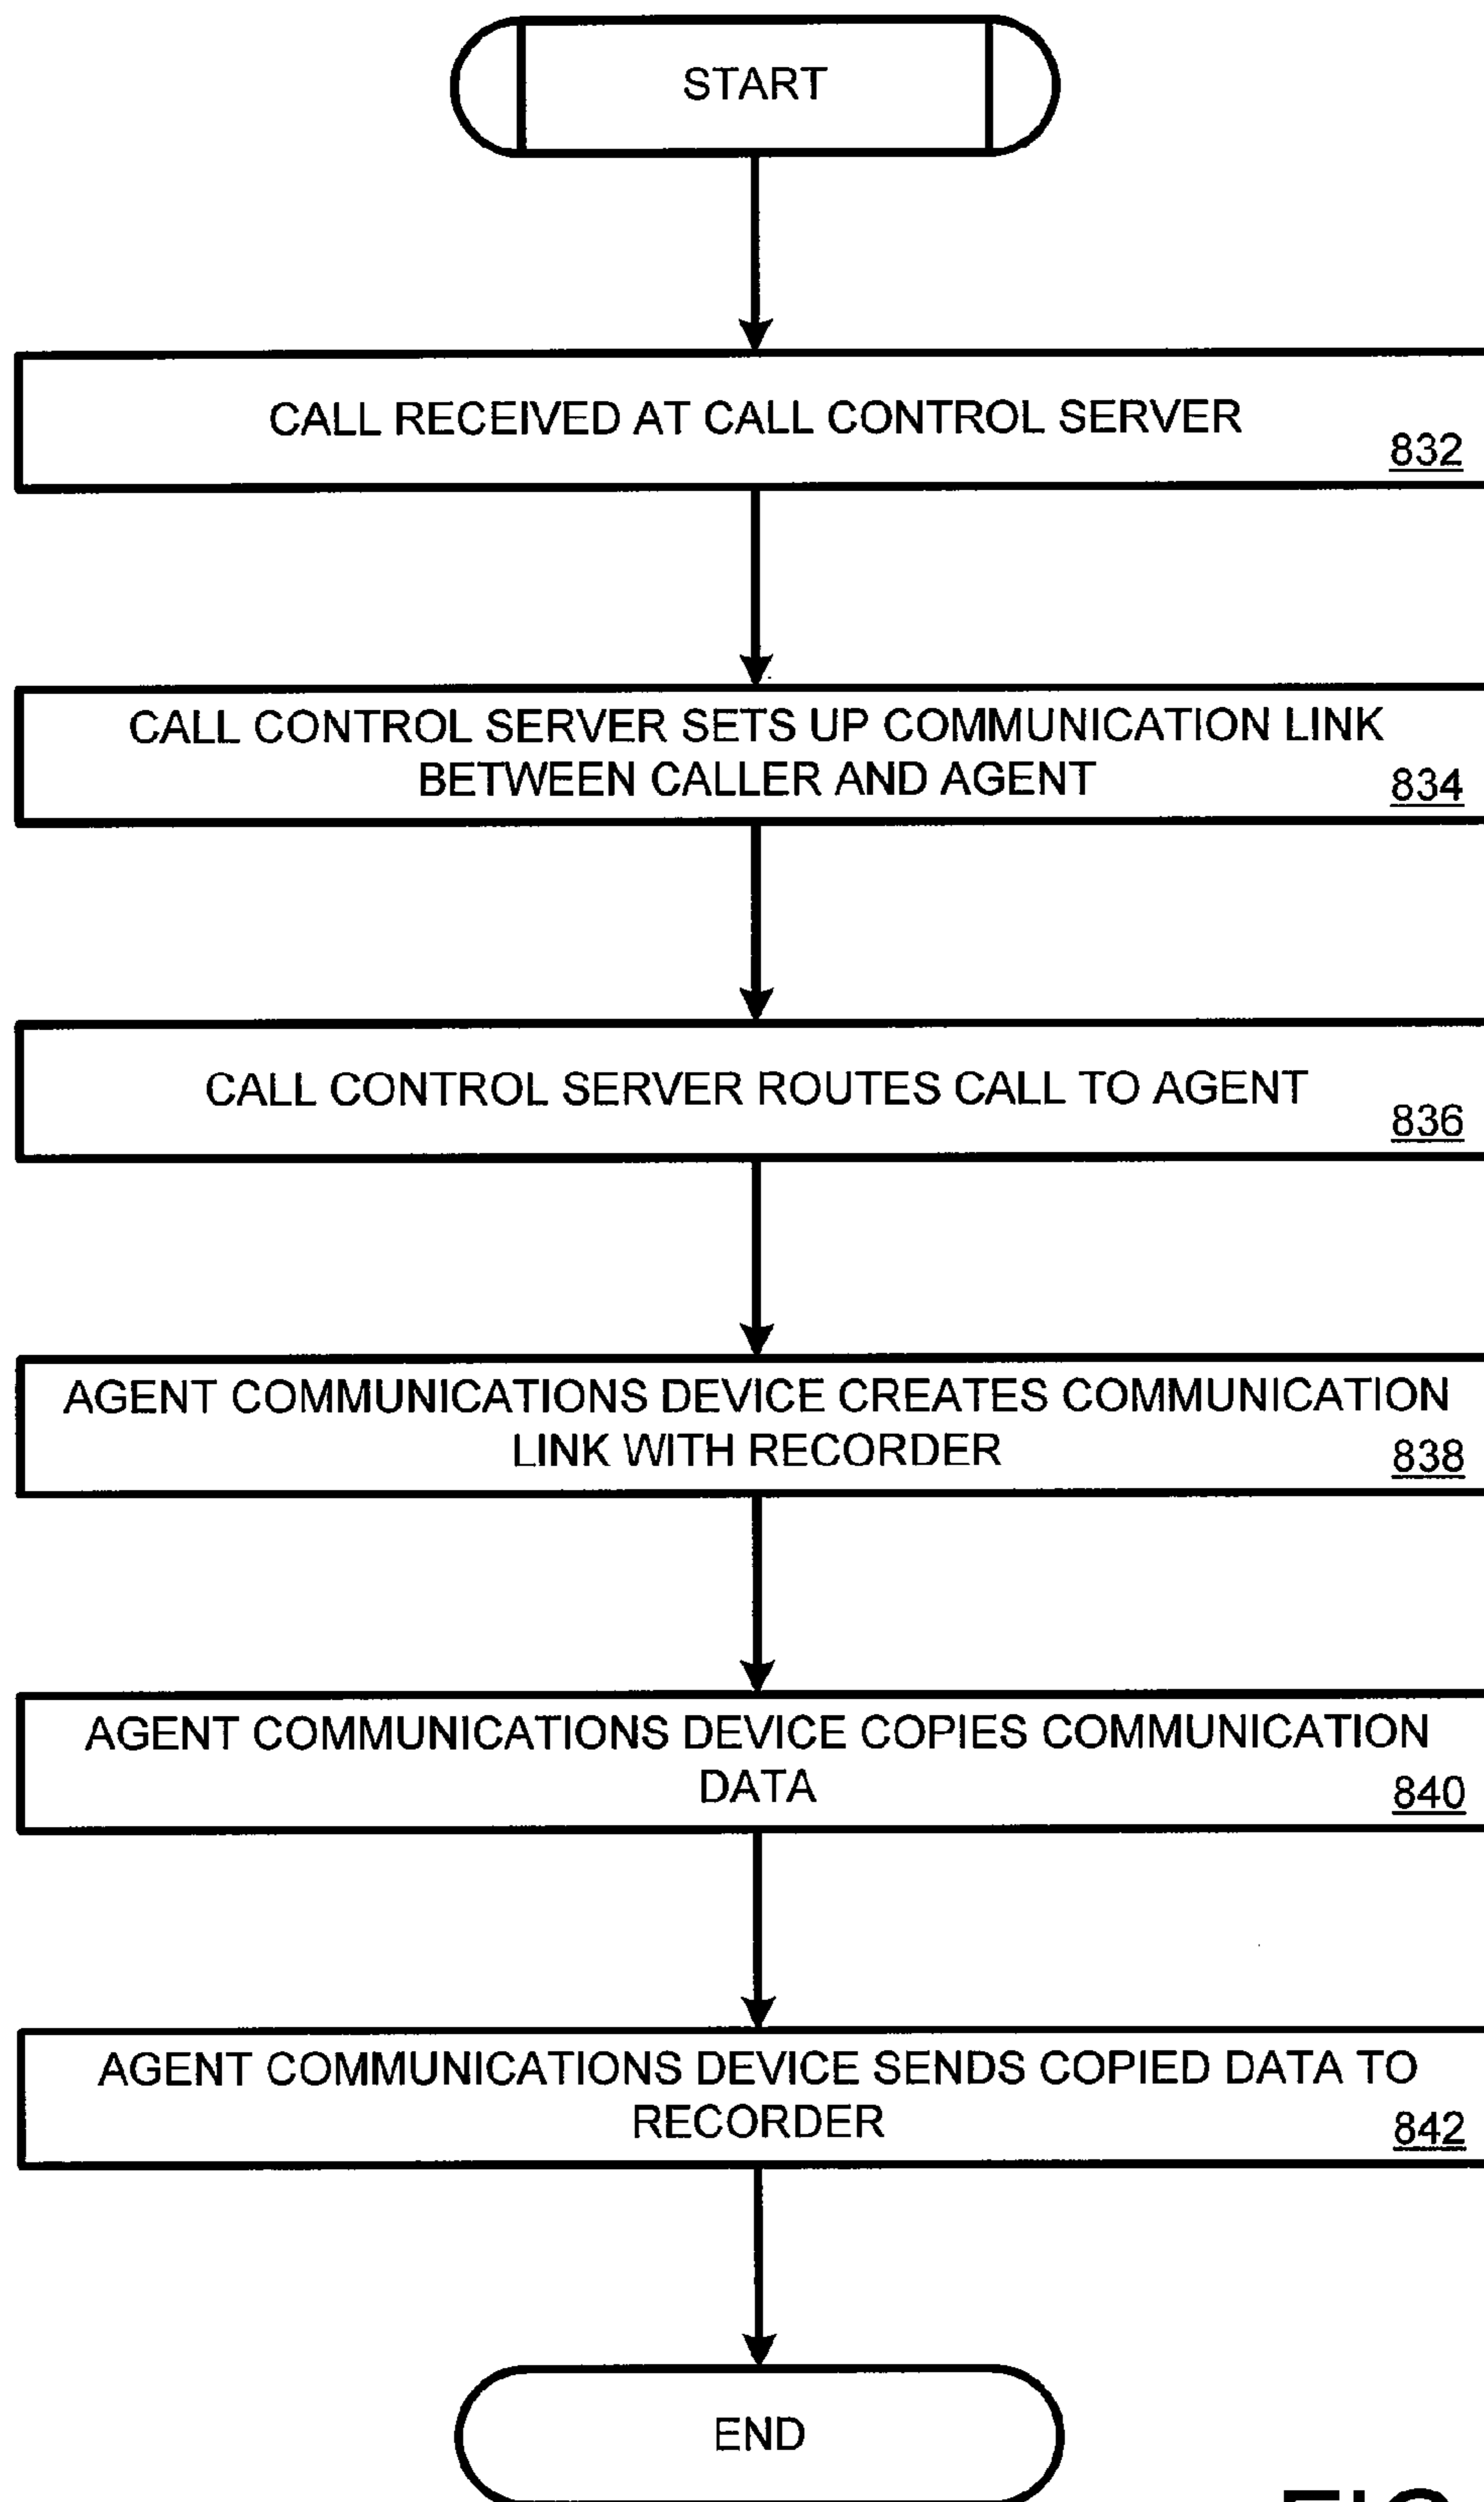 START
CALL RECEIVED AT CALL CONTROL SERVER
832
CALL CONTROL SERVER SETS UP COMMUNICATION LINK
BETWEEN CALLER AND AGENT
834
CALL CONTROL SERVER ROUTES CALL TO AGENT
836
AGENT COMMUNICATIONS DEVICE CREATES COMMUNICATION
LINK WITH RECORDER
838
AGENT COMMUNICATIONS DEVICE COPIES COMMUNICATION
DATA
840
AGENT COMMUNICATIONS DEVICE SENDS COPIED DATA TO
RECORDER
842
END